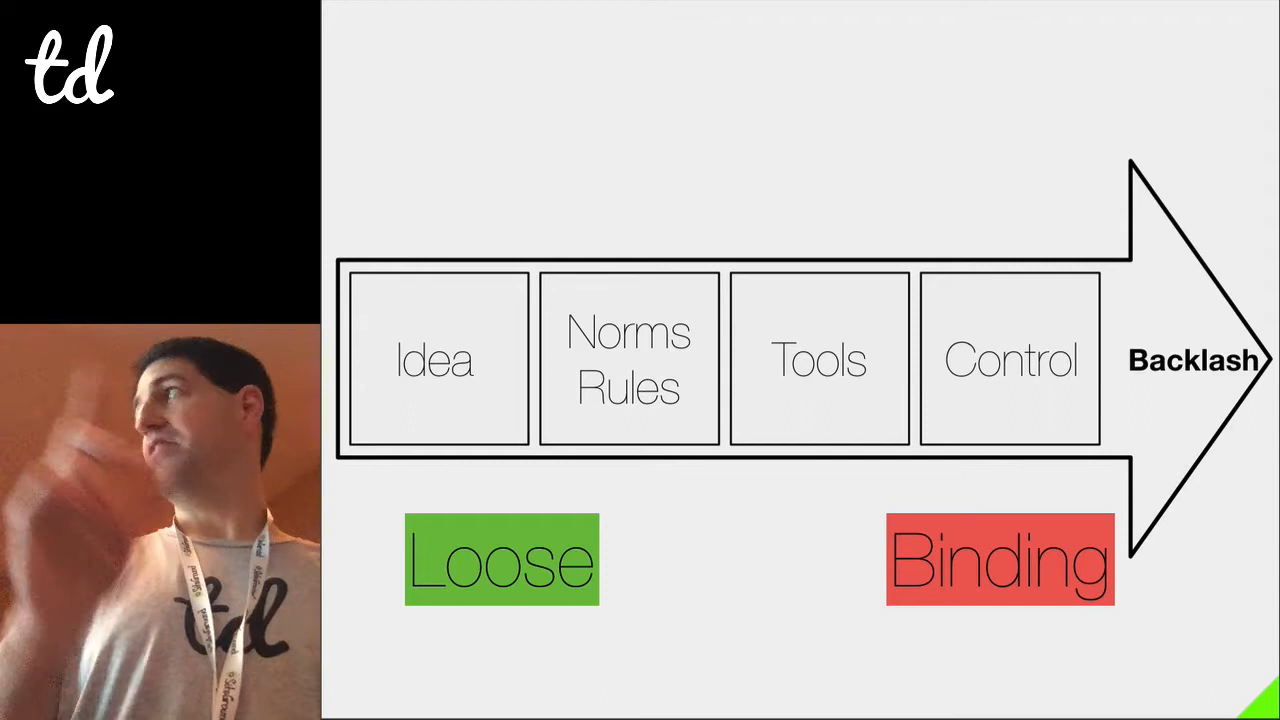 td
Idea
Norms
Rules
Tools
Control
Backlash
Loose
Binding
td